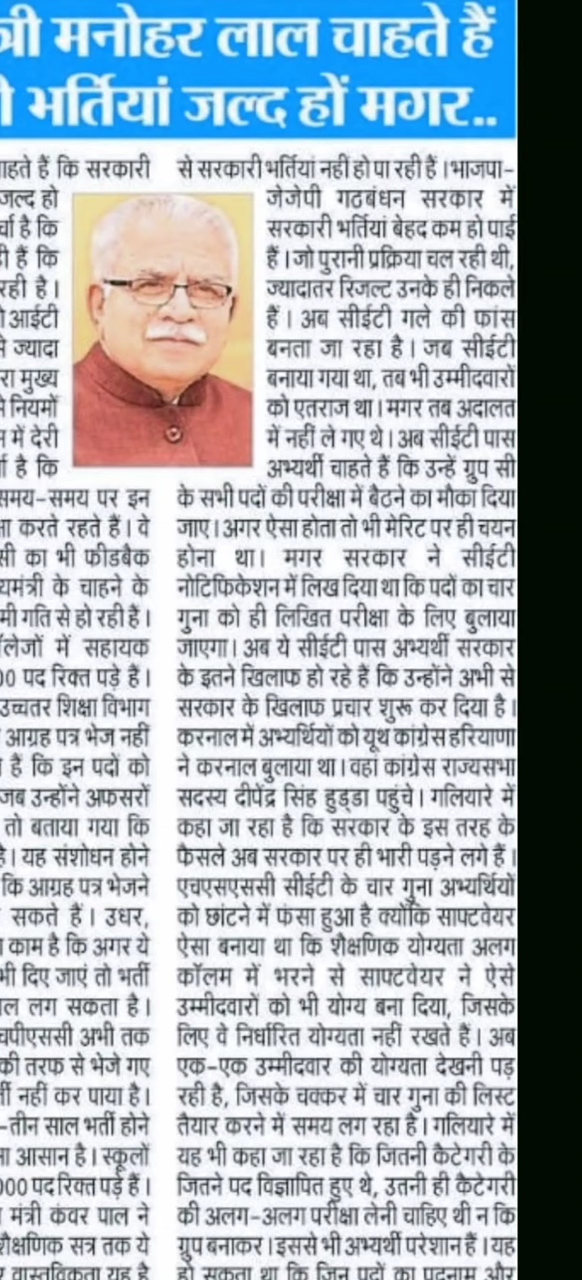 मनोहर लाल चाहते हैं
भर्तियां जल्द हों मगर..
हैं कि सरकारी
जल्द हो
है कि
हैं कि
रही है।
आईटी
ज्यादा
मुख्य
नियमों
में देरी
है कि
समय-समय पर इन
करते रहते हैं। वे
सी का भी फीडबैक
के चाहने के
गति से हो रही है।
में सहायक
पद रिक्त पड़े हैं।
उच्चतर शिक्षा विभाग
आग्रह पत्र भेज नहीं
हैं कि इन पदों को
जब उन्होंने अफसरों
तो बताया गया कि
है। यह संशोधन होने
कि आग्रह पत्र भेजने
सकते हैं। उधर,
काम है कि अगर ये
भी दिए जाएं तो भर्ती
लग सकता है।
अभी तक
की तरफ से भेजे गए
नहीं कर पाया है।
-तीन साल भर्ती होने
आसान है। स्कूलों
000 पद रिक्त पड़े हैं।
मंत्री कंवर पाल ने
शैक्षणिक सत्र तक ये
वास्तविकता यह है
से सरकारी भर्तियां नहीं हो पा रही हैं। भाजपा-
जेजेपी गठबंधन सरकार में
सरकारी भर्तियां बेहद कम हो पाई
हैं। जो पुरानी प्रक्रिया चल रही थी,
ज्यादातर रिजल्ट उनके ही निकले
हैं। अब सीईटी गले की फांस
बनता जा रहा है। जब सीईटी
बनाया गया था, तब भी उम्मीदवारों
को एतराज था। मगर तब अदालत
में नहीं ले गए थे। अब सीईटी पास
अभ्यर्थी चाहते हैं कि उन्हें ग्रुप सी
के सभी पदों की परीक्षा में बैठने का मौका दिया
जाए। अगर ऐसा होता तो भी मेरिट पर ही चयन
होना था। मगर सरकार ने सीईटी
नोटिफिकेशन में लिख दिया था कि पदों का चार
गुना को ही लिखित परीक्षा के लिए बुलाया
जाएगा। अब ये सीईटी पास अभ्यर्थी सरकार
के इतने खिलाफ हो रहे हैं कि उन्होंने अभी से
सरकार के खिलाफ प्रचार शुरू कर दिया है।
करनाल में अभ्यर्थियों को यूथ कांग्रेस हरियाणा
ने करनाल बुलाया था। वहां कांग्रेस राज्यसभा
सदस्य दीपेंद्र सिंह हुड्डा पहुंचे। गलियारे में
कहा जा रहा है कि सरकार के इस तरह के
फैसले अब सरकार पर ही भारी पड़ने लगे हैं।
एचएसएससी सीईटी के चार गुना अभ्यर्थियों
को छांटने में फंसा हुआ है क्योंकि साफ्टवेयर
ऐसा बनाया था कि शैक्षणिक योग्यता अलग
कॉलम में भरने से साफ्टवेयर ने ऐसे
उम्मीदवारों को भी योग्य बना दिया, जिसके
लिए वे निर्धारित योग्यता नहीं रखते हैं। अब
एक-एक उम्मीदवार की योग्यता देखनी पड़
रही है, जिसके चक्कर में चार गुना की लिस्ट
तैयार करने में समय लग रहा है। गलियारे में
यह भी कहा जा रहा है कि जितनी कैटेगरी के
जितने पद विज्ञापित हुए थे, उतनी ही कैटेगरी
की अलग-अलग परीक्षा लेनी चाहिए थी न कि
ग्रुप बनाकर। इससे भी अभ्यर्थी परेशान हैं। यह
हो सकता था कि जिन पदों का पदनाम और